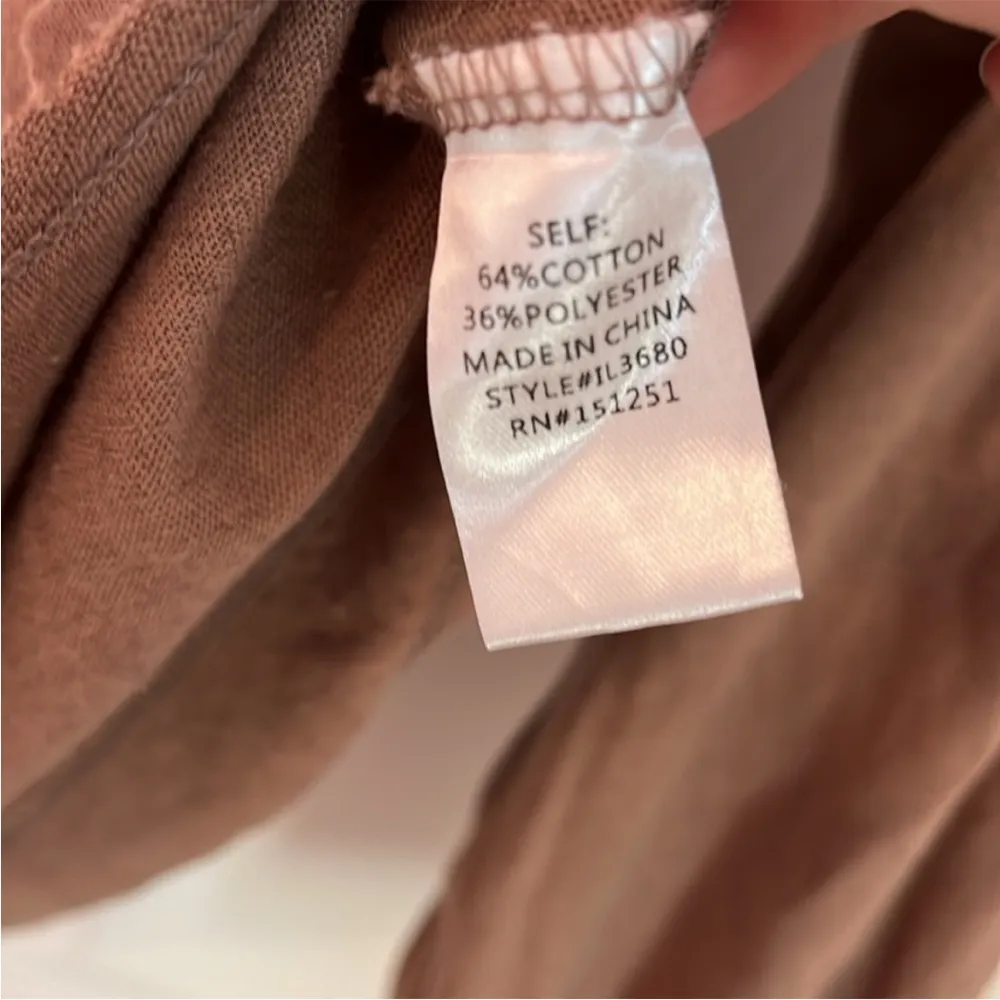 SELF:
64%COTTON
36%POLYESTER
MADE IN CHINA
STYLE#IL3680
RN#151251